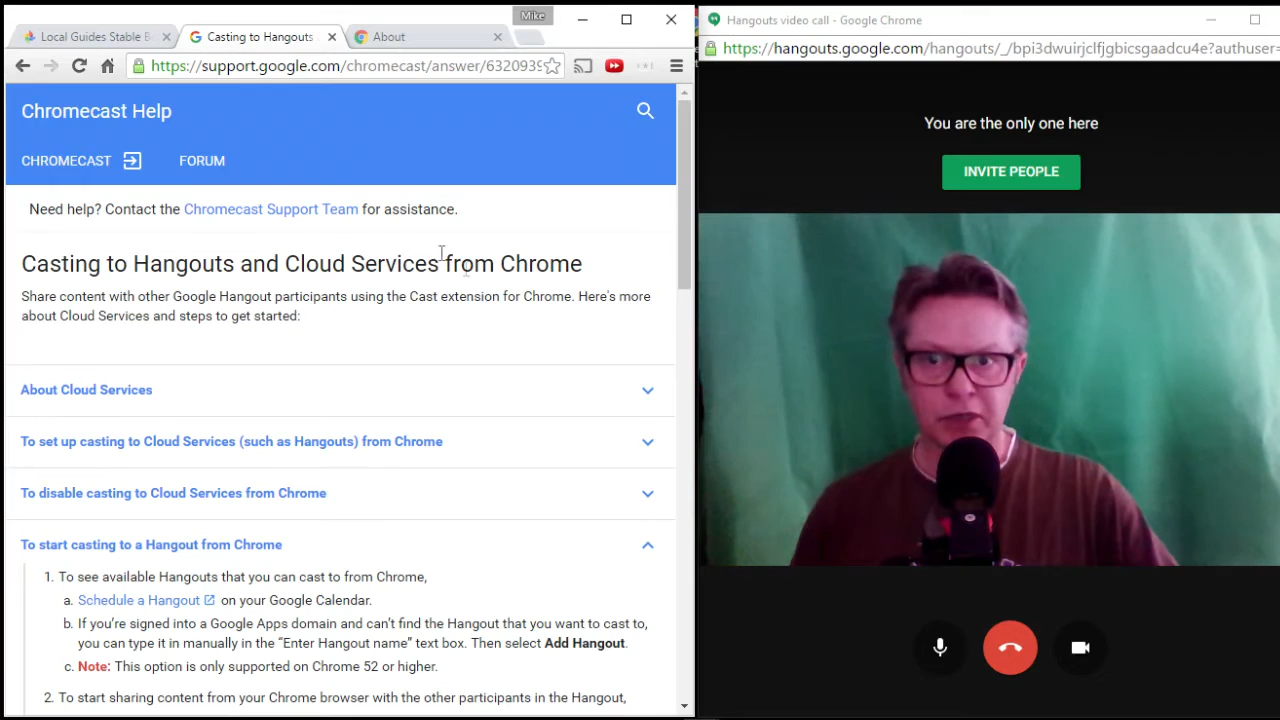 Mike
Local Guides Stable B
Casting to Hangouts
About
https://support.google.com/chromecast/answer/6320939
Chromecast Help
CHROMECAST
FORUM
Need help? Contact the Chromecast Support Team for assistance.
Casting to Hangouts and Cloud Services from Chrome
Share content with other Google Hangout participants using the Cast extension for Chrome. Here's more
about Cloud Services and steps to get started:
About Cloud Services
To set up casting to Cloud Services (such as Hangouts) from Chrome
To disable casting to Cloud Services from Chrome
To start casting to a Hangout from Chrome
1. To see available Hangouts that you can cast to from Chrome,
a. Schedule a Hangout on your Google Calendar.
b. If you're signed into a Google Apps domain and can't find the Hangout that you want to cast to,
you can type it in manually in the “Enter Hangout name” text box. Then select Add Hangout.
c. Note: This option is only supported on Chrome 52 or higher.
2. To start sharing content from your Chrome browser with the other participants in the Hangout,
Hangouts video call - Google Chrome
https://hangouts.google.com/hangouts/_/bpi3dwuirjclfjgbicsgaadcu4e?authuser=
You are the only one here
INVITE PEOPLE